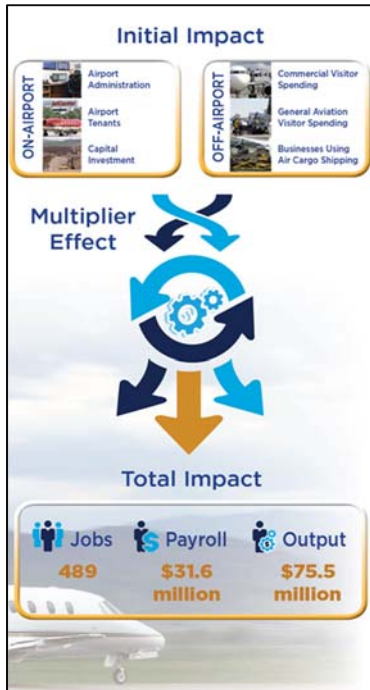 Initial Impact
ON-AIRPORT
Airport
Administration
Airport
Tenants
Capital
Investment
OFF-AIRPORT
Commercial Visitor
Spending
General Aviation
Visitor Spending
Businesses Using
Air Cargo Shipping
Multiplier
Effect
Total Impact
Jobs
489
Payroll
$31.6
million
Output
$75.5
million